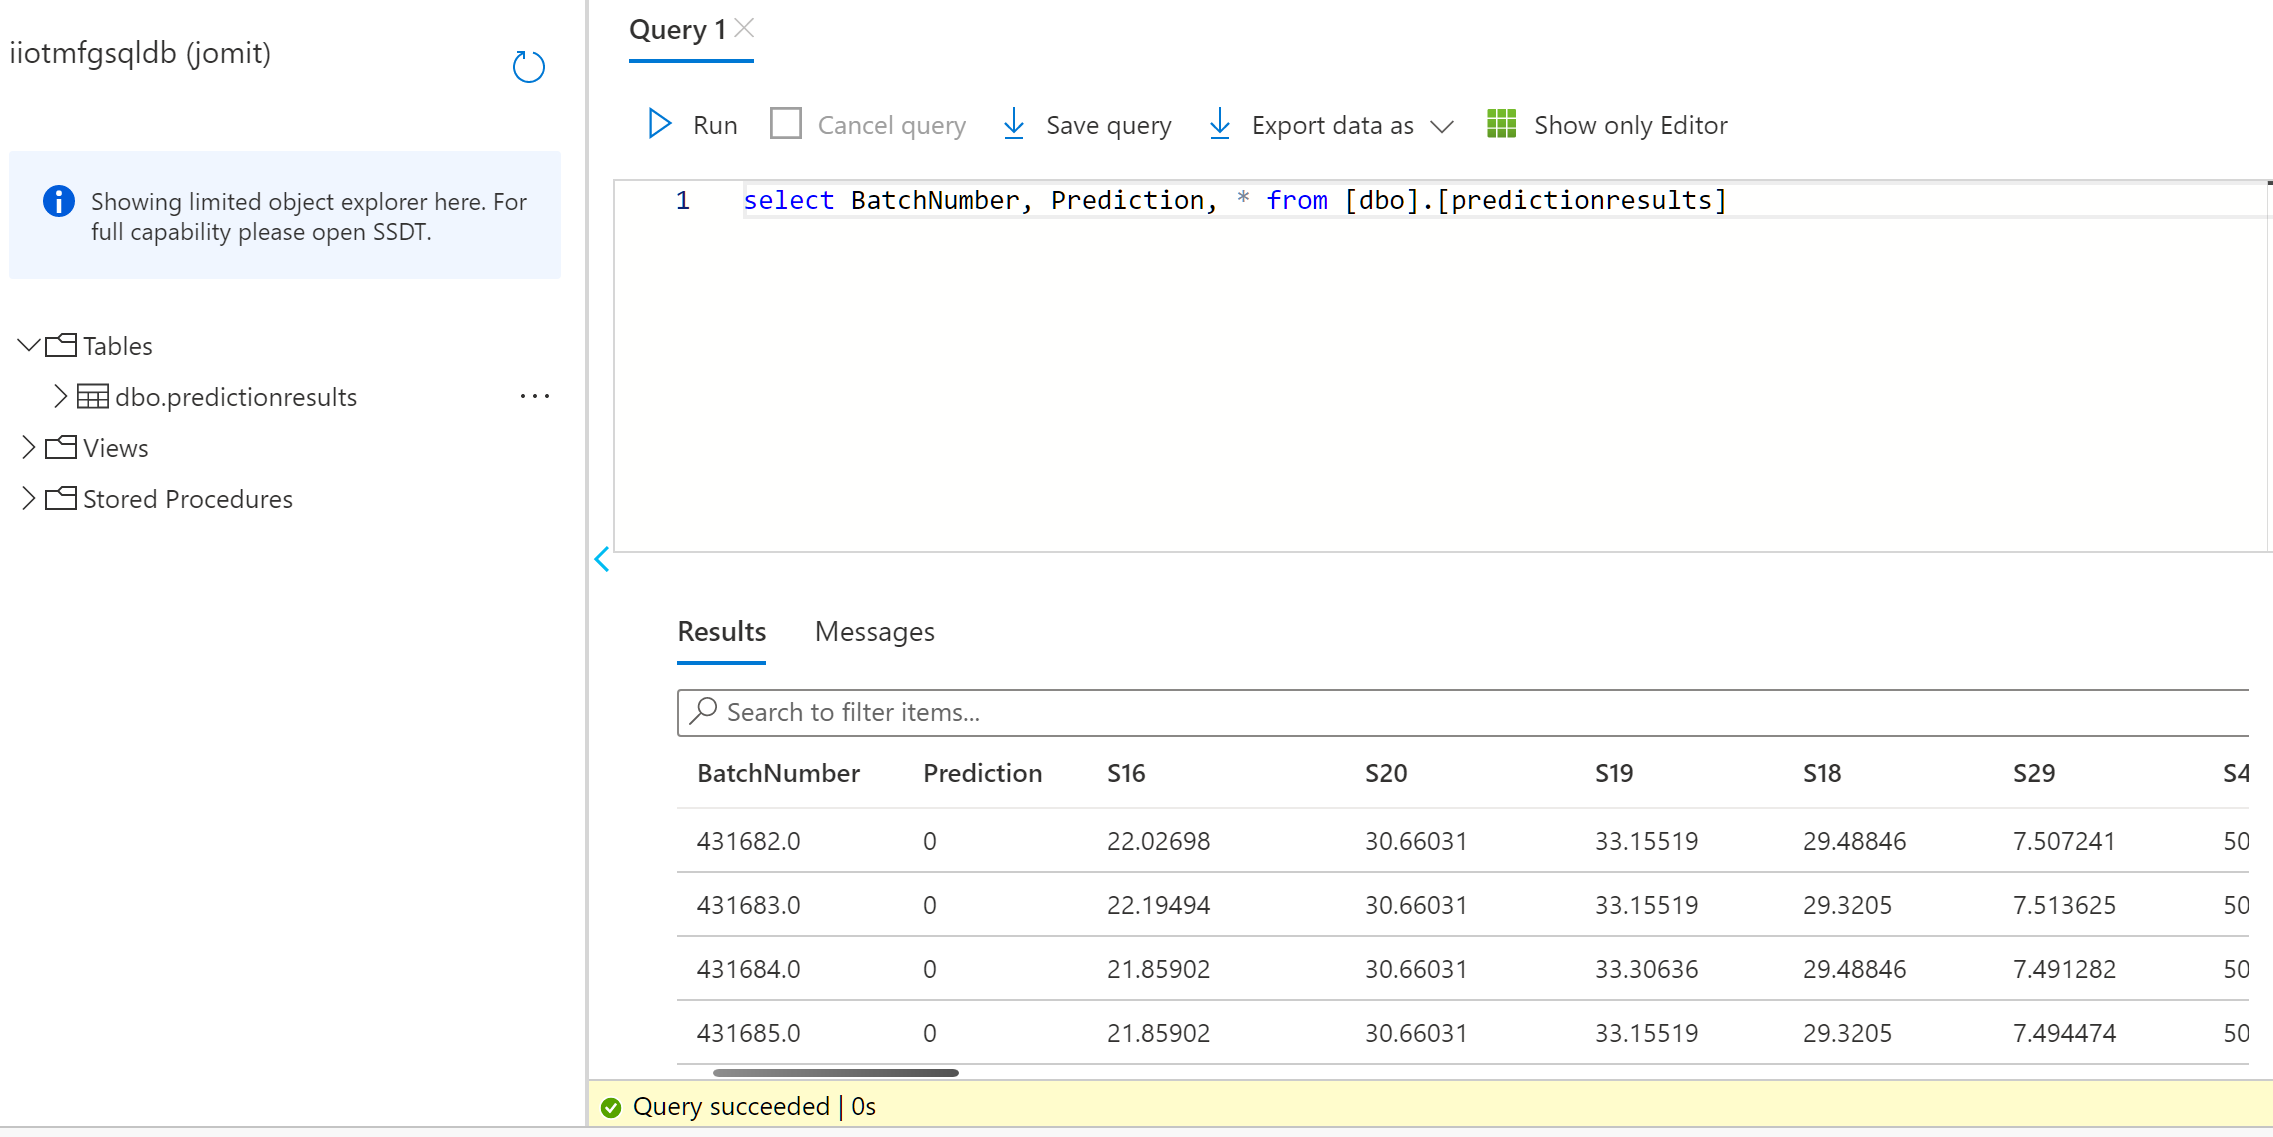 iiotmfgsqldb (jomit)
Showing limited object explorer here. For
full capability please open SSDT.
Tables
dbo.predictionresults
Views
Stored Procedures
Query 1
Run Cancel query Save query Export data as Show only Editor
1 select BatchNumber, Prediction, * from [dbo].[predictionresults]
Results Messages
Search to filter items...
BatchNumber Prediction S16 S20 S19 S18 S29 S4
431682.0 0 22.02698 30.66031 33.15519 29.48846 7.507241 50
431683.0 0 22.19494 30.66031 33.15519 29.3205 7.513625 50
431684.0 0 21.85902 30.66031 33.30636 29.48846 7.491282 50
431685.0 0 21.85902 30.66031 33.15519 29.3205 7.494474 50
Query succeeded | 0s